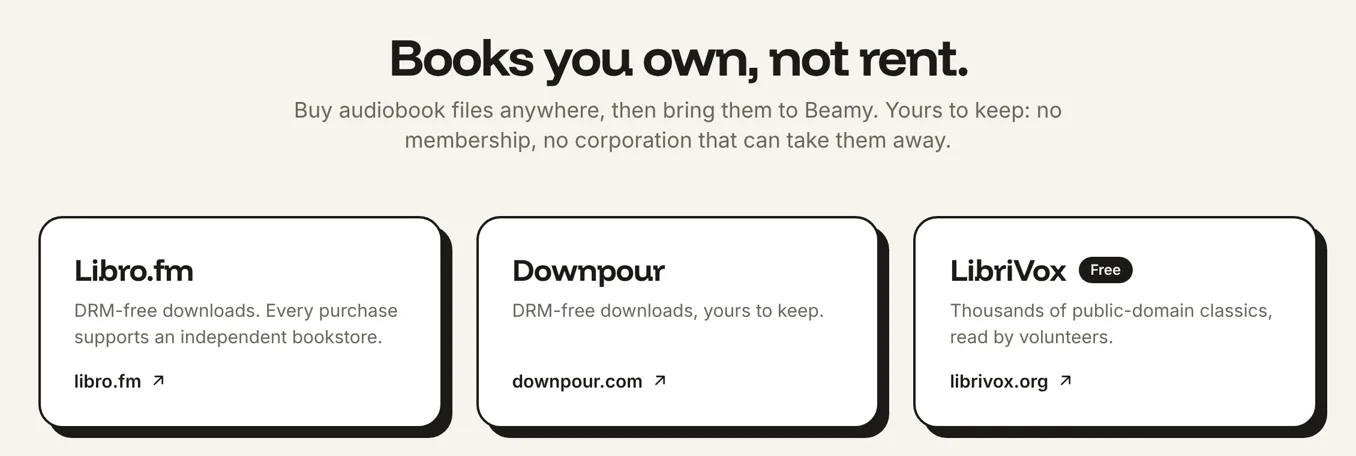 Books you own, not rent.
Buy audiobook files anywhere, then bring them to Beamy. Yours to keep: no
membership, no corporation that can take them away.
Libro.fm
DRM-free downloads. Every purchase
supports an independent bookstore.
libro.fm ↗
Downpour
DRM-free downloads, yours to keep.
downpour.com ↗
LibriVox Free
Thousands of public-domain classics,
read by volunteers.
librivox.org ↗